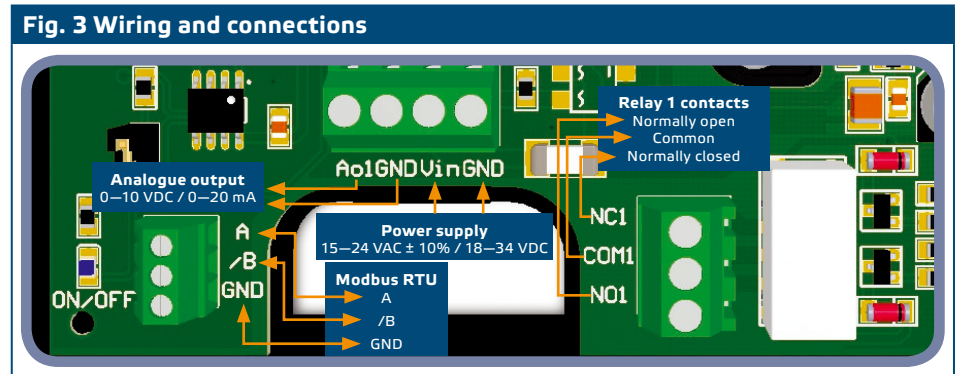 Fig. 3 Wiring and connections
Relay 1 contacts
Normally open
Common
Normally closed
Ao1GNDVinGND
Analogue output
0—10 VDC / 0—20 mA
NC1
A
Power supply
15—24 VAC ± 10% / 18—34 VDC
/B
COM1
Modbus RTU
GND
A
ON/OFF
NO1
/B
GND